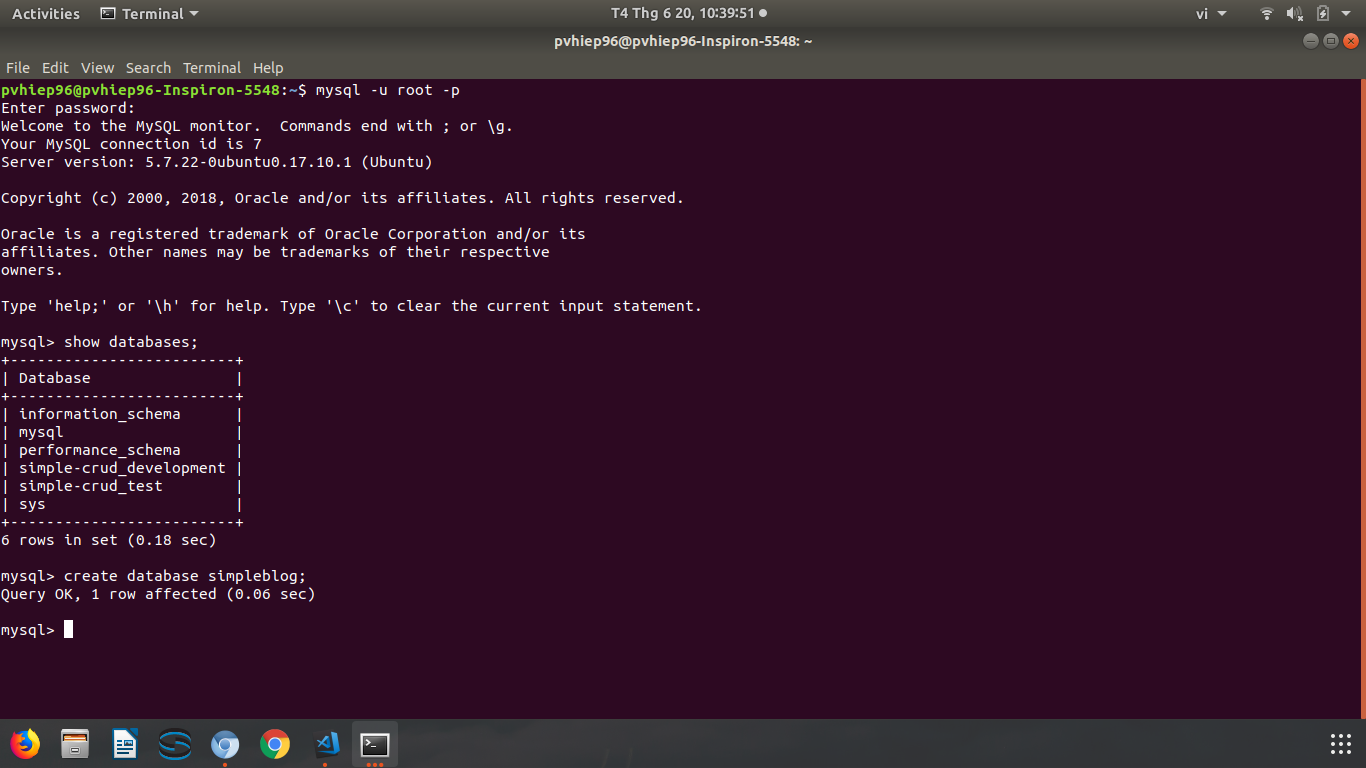 Activities Terminal T4 Thg 6 20, 10:39:51 vi
pvhiep96@pvhiep96-Inspiron-5548: ~
File Edit View Search Terminal Help
pvhiep96@pvhiep96-Inspiron-5548:~$ mysql -u root -p
Enter password:
Welcome to the MySQL monitor.  Commands end with ; or \g.
Your MySQL connection id is 7
Server version: 5.7.22-0ubuntu0.17.10.1 (Ubuntu)
Copyright (c) 2000, 2018, Oracle and/or its affiliates. All rights reserved.
Oracle is a registered trademark of Oracle Corporation and/or its
affiliates. Other names may be trademarks of their respective
owners.
Type 'help;' or '\h' for help. Type '\c' to clear the current input statement.
mysql> show databases;
+-------------------------+
| Database                |
+-------------------------+
| information_schema      |
| mysql                   |
| performance_schema      |
| simple-crud_development |
| simple-crud_test        |
| sys                     |
+-------------------------+
6 rows in set (0.18 sec)
mysql> create database simpleblog;
Query OK, 1 row affected (0.06 sec)
mysql>